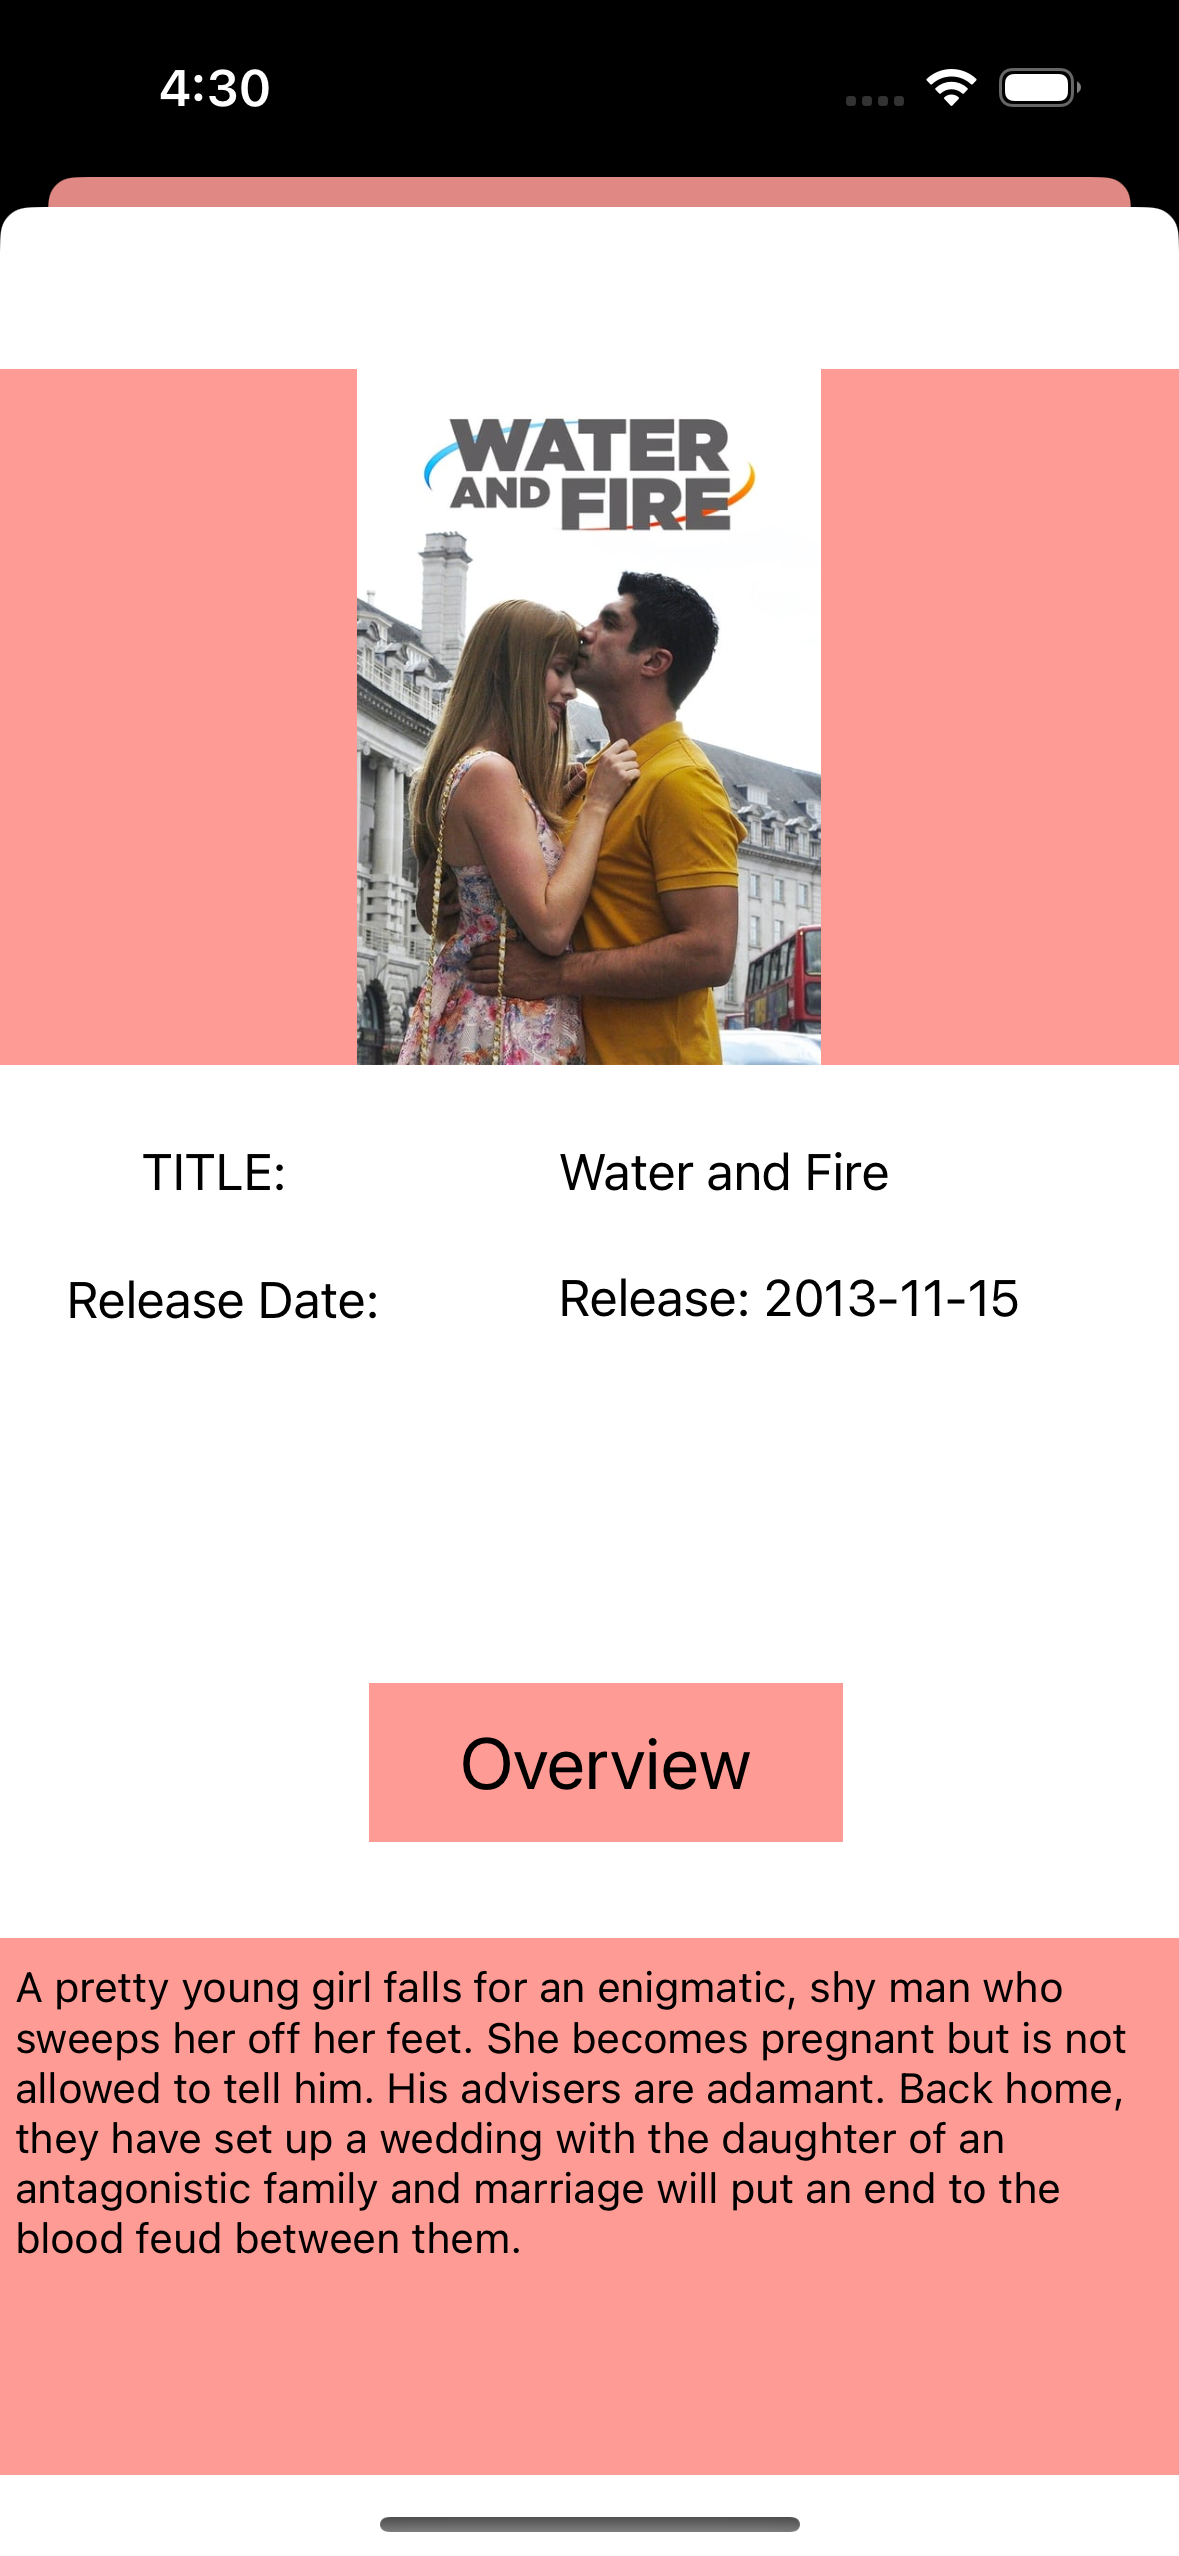 4:30
WATER
AND FIRE
TITLE: Water and Fire
Release Date: Release: 2013-11-15
Overview
A pretty young girl falls for an enigmatic, shy man who
sweeps her off her feet. She becomes pregnant but is not
allowed to tell him. His advisers are adamant. Back home,
they have set up a wedding with the daughter of an
antagonistic family and marriage will put an end to the
blood feud between them.